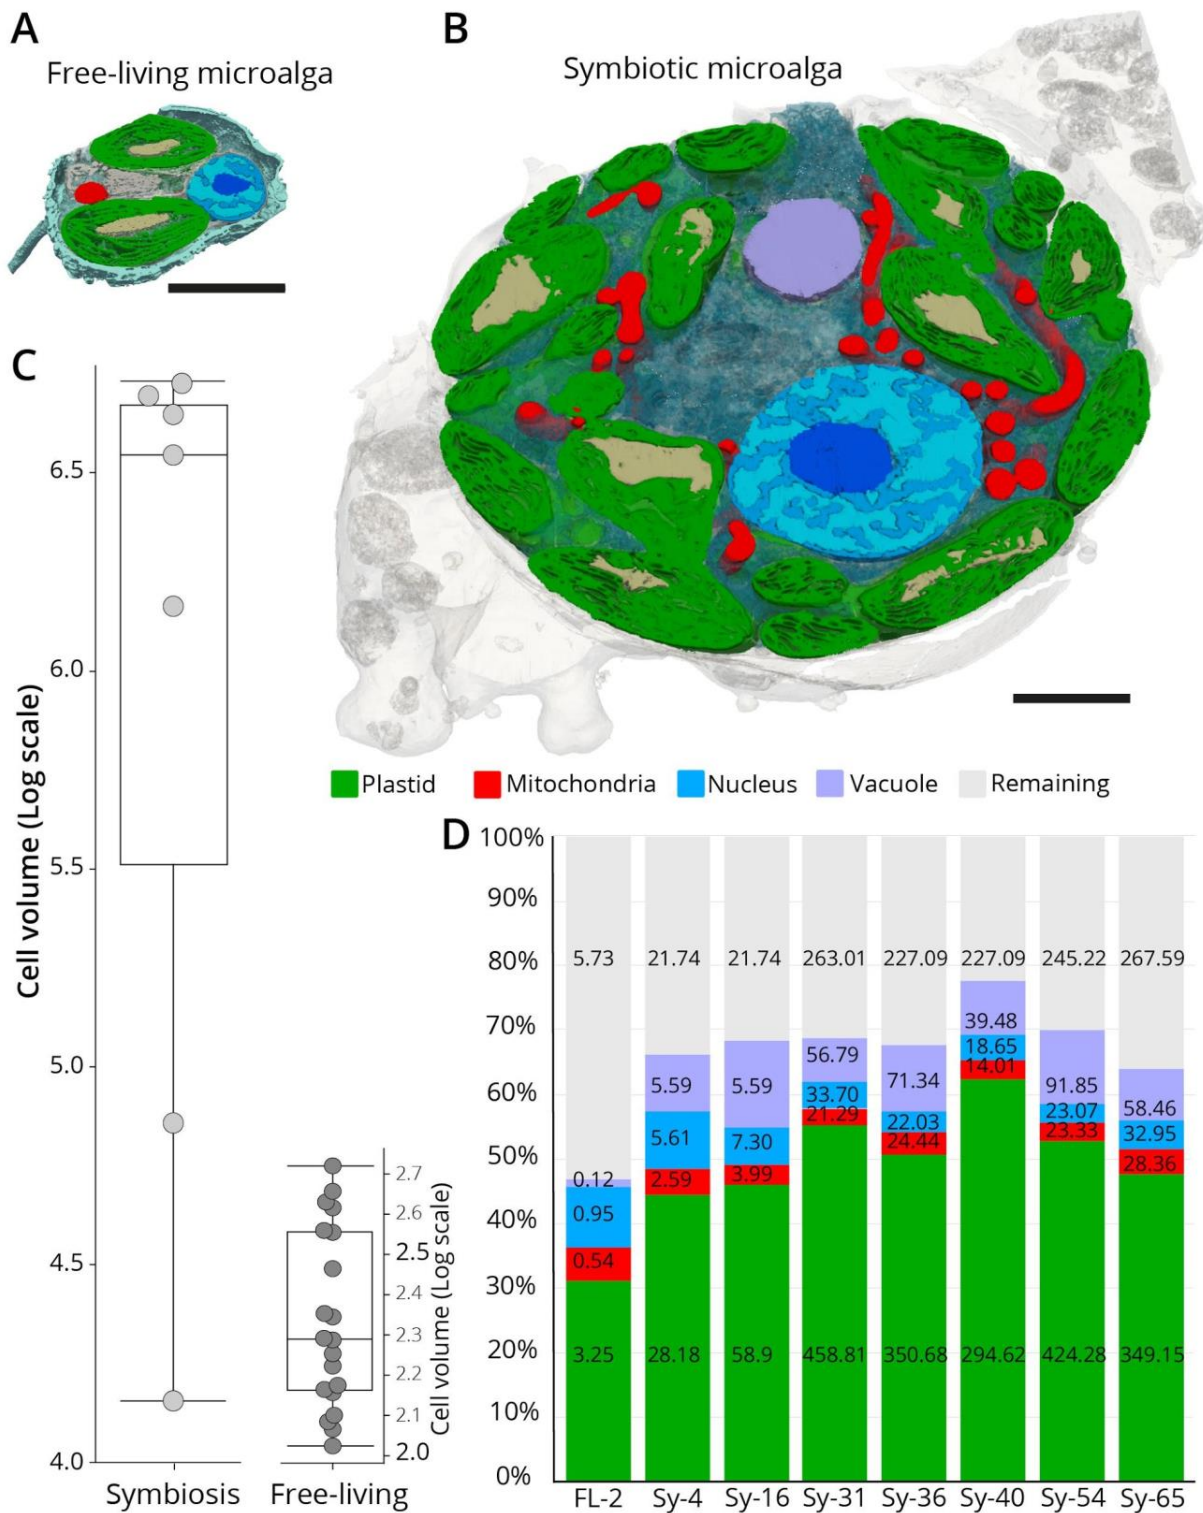 A
B
Free-living microalga
Symbiotic microalga
C
Cell volume (Log scale)
6.5
6.0
5.5
5.0
4.5
4.0
Symbiosis
Free-living
2.7
2.6
2.5
2.4
2.3
2.2
2.1
2.0
Cell volume (Log scale)
Plastid Mitochondria Nucleus Vacuole Remaining
D
100%
90%
80%
70%
60%
50%
40%
30%
20%
10%
0%
5.73 21.74 21.74 263.01 227.09 227.09 245.22 267.59
0.12 5.59 5.59 56.79 71.34 39.48 91.85 58.46
0.95 5.61 7.30 33.70 22.03 18.65 23.07 32.95
0.54 2.59 3.99 21.29 24.44 14.01 23.33 28.36
3.25 28.18 58.9 458.81 350.68 294.62 424.28 349.15
FL-2 Sy-4 Sy-16 Sy-31 Sy-36 Sy-40 Sy-54 Sy-65